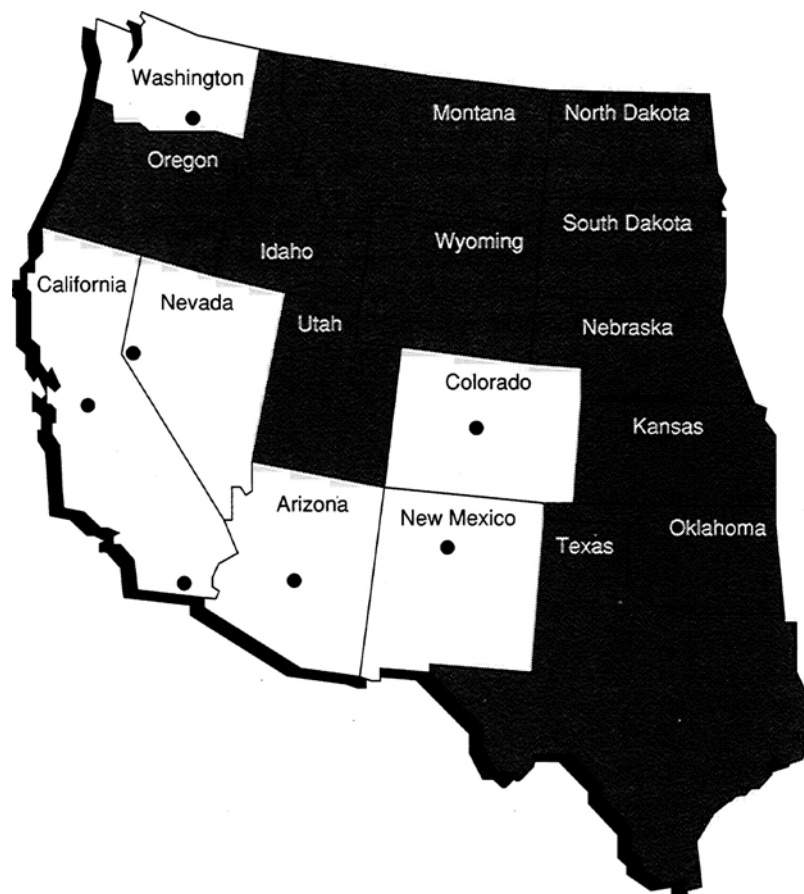 Washington
Montana
North Dakota
Oregon
South Dakota
Wyoming
Idaho
California
Nevada
Utah
Nebraska
Colorado
Kansas
Arizona
New Mexico
Oklahoma
Texas